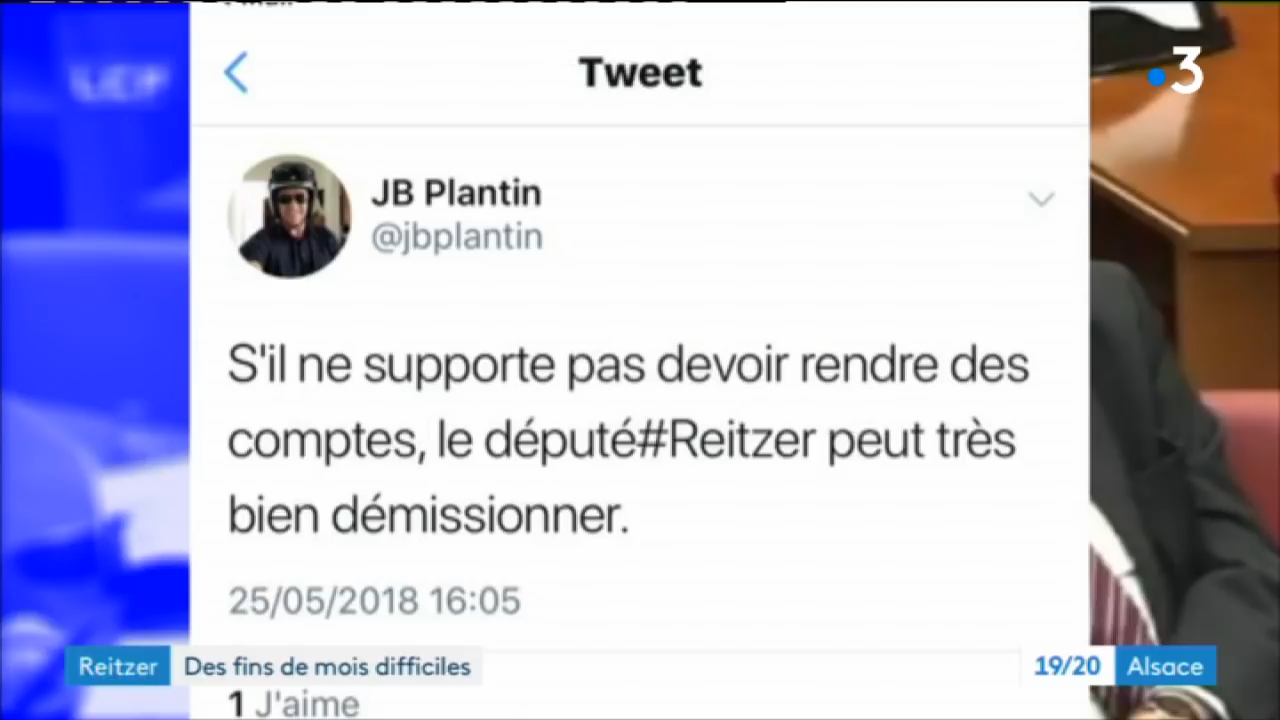 LCP
Tweet
3
JB Plantin
@jbplantin
S'il ne supporte pas devoir rendre des
comptes, le député#Reitzer peut très
bien démissionner.
25/05/2018 16:05
Reitzer Des fins de mois difficiles
19/20 Alsace
1 J'aime